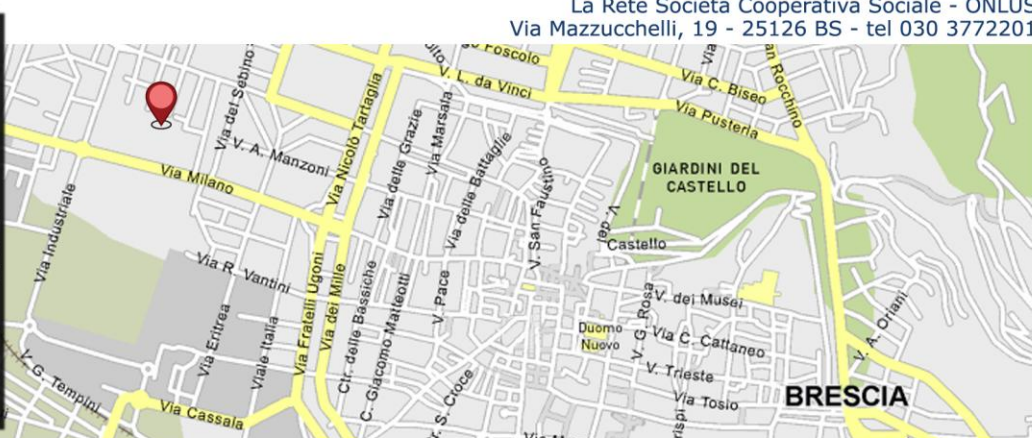 La Rete Società Cooperativa Sociale - ONLUS
Via Mazzucchelli, 19 - 25126 BS - tel 030 3772201
Foscolo
V. L. da Vinci
Via C. Biseo
Via Pusterla
Via del Sebino
V. A. Manzoni
Via Nicolò Tartaglia
Via delle Grazie
Via Marsala
Via delle Battaglie
V. San Faustino
GIARDINI DEL
CASTELLO
V. del
Castello
Via Milano
Via Industriale
Via R. Vantini
Via Fratelli Ugoni
Via dei Mille
Ctr. delle Bassiche
C. Giacomo Matteotti
V. Pace
V. dei Musei
V. G. Rosa
Duomo
Nuovo
Via C. Cattaneo
V. Trieste
Via Tosio
V. A. Oriani
BRESCIA
Via Eritrea
Viale Italia
V. G. Tempini
Via Cassala
S. Croce